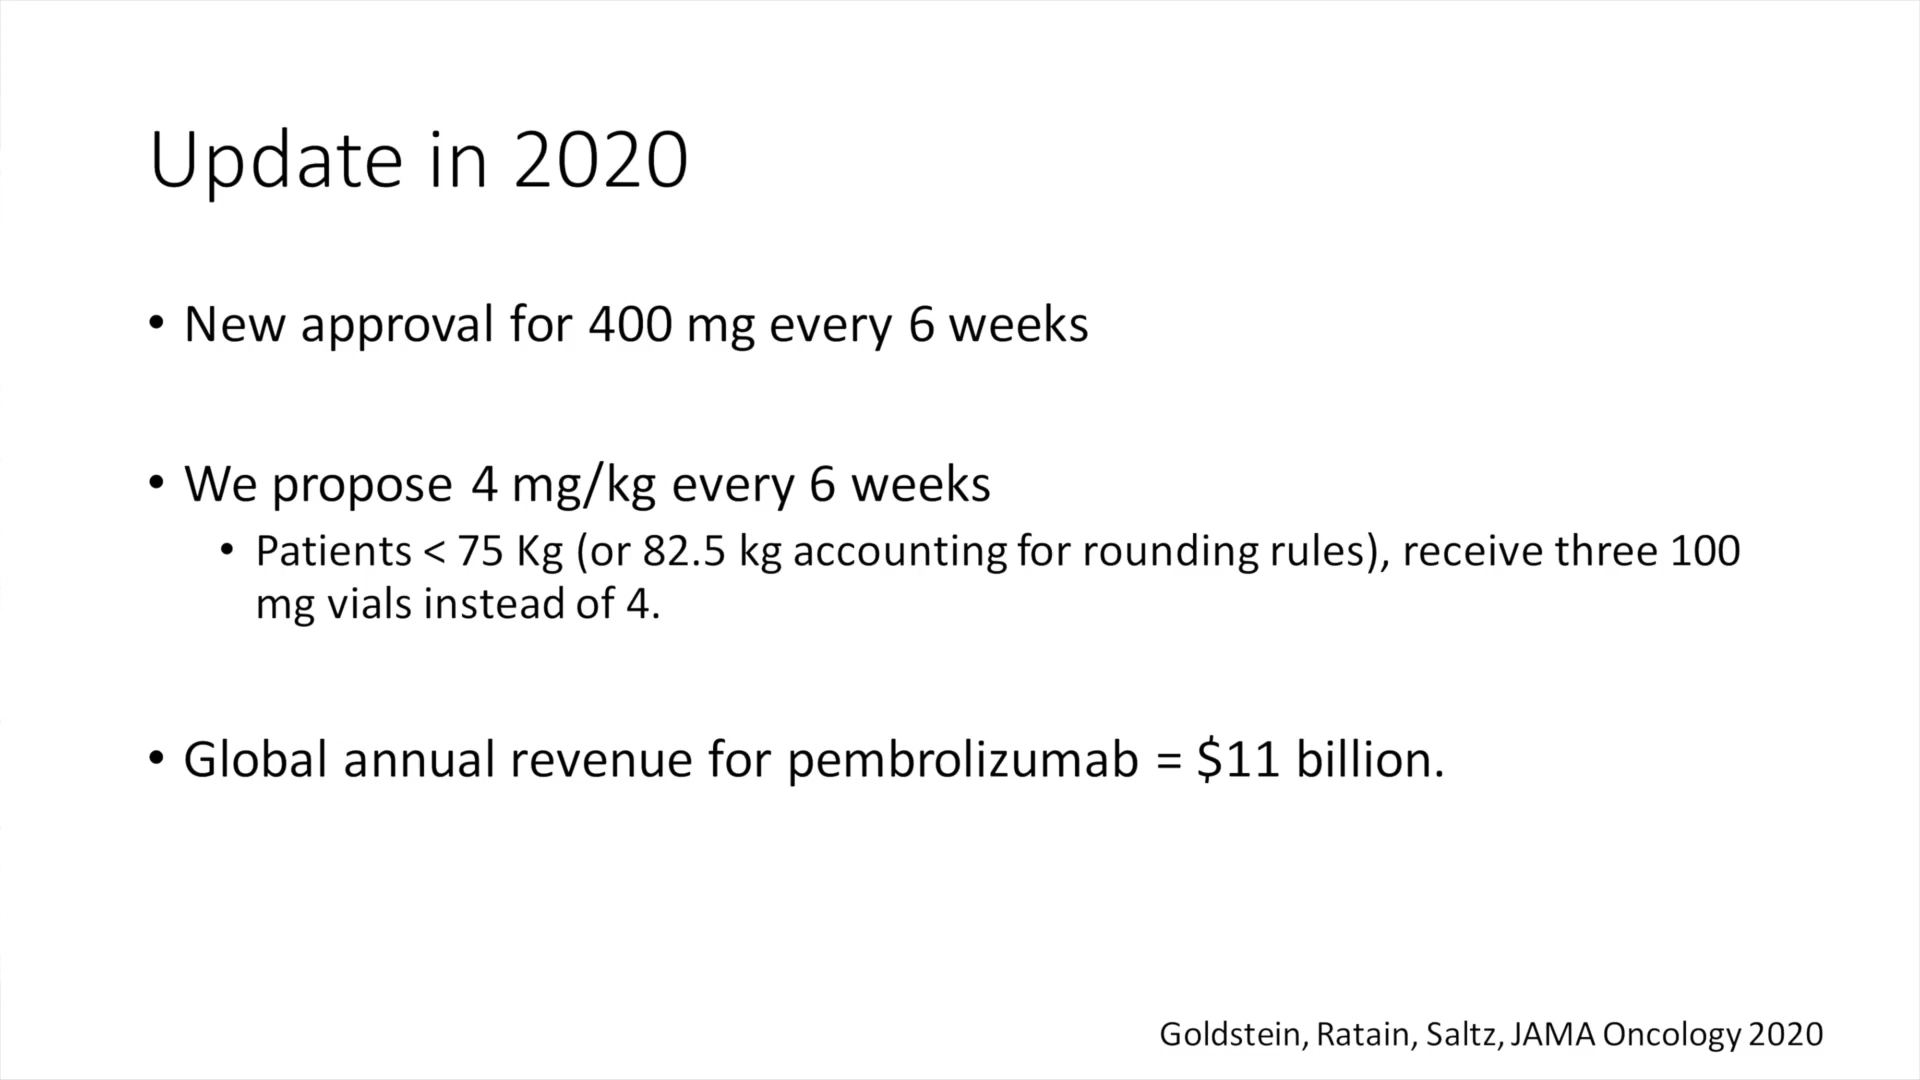 Update in 2020
• New approval for 400 mg every 6 weeks
• We propose 4 mg/kg every 6 weeks
• Patients < 75 Kg (or 82.5 kg accounting for rounding rules), receive three 100
mg vials instead of 4.
• Global annual revenue for pembrolizumab = $11 billion.
Goldstein, Ratain, Saltz, JAMA Oncology 2020